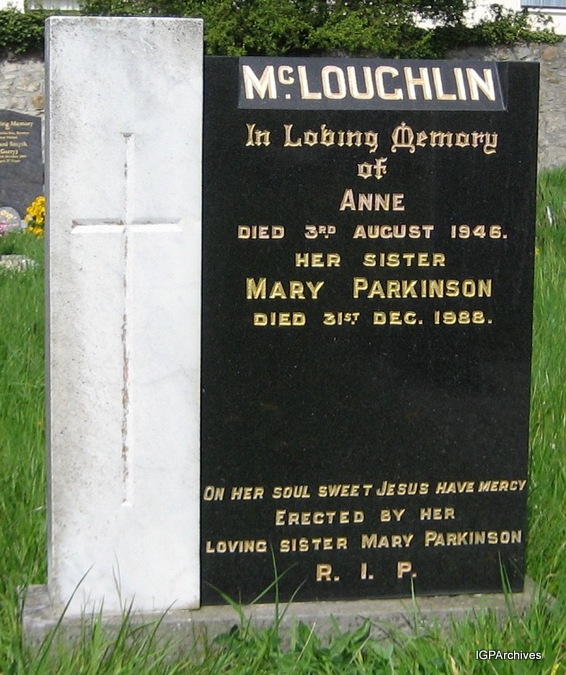 McLOUGHLIN
In Loving Memory
of
ANNE
DIED 3RD AUGUST 1946.
HER SISTER
MARY PARKINSON
DIED 31ST DEC. 1988.
ON HER SOUL SWEET JESUS HAVE MERCY
ERECTED BY HER
LOVING SISTER MARY PARKINSON
R. I. P.
IGPArchives